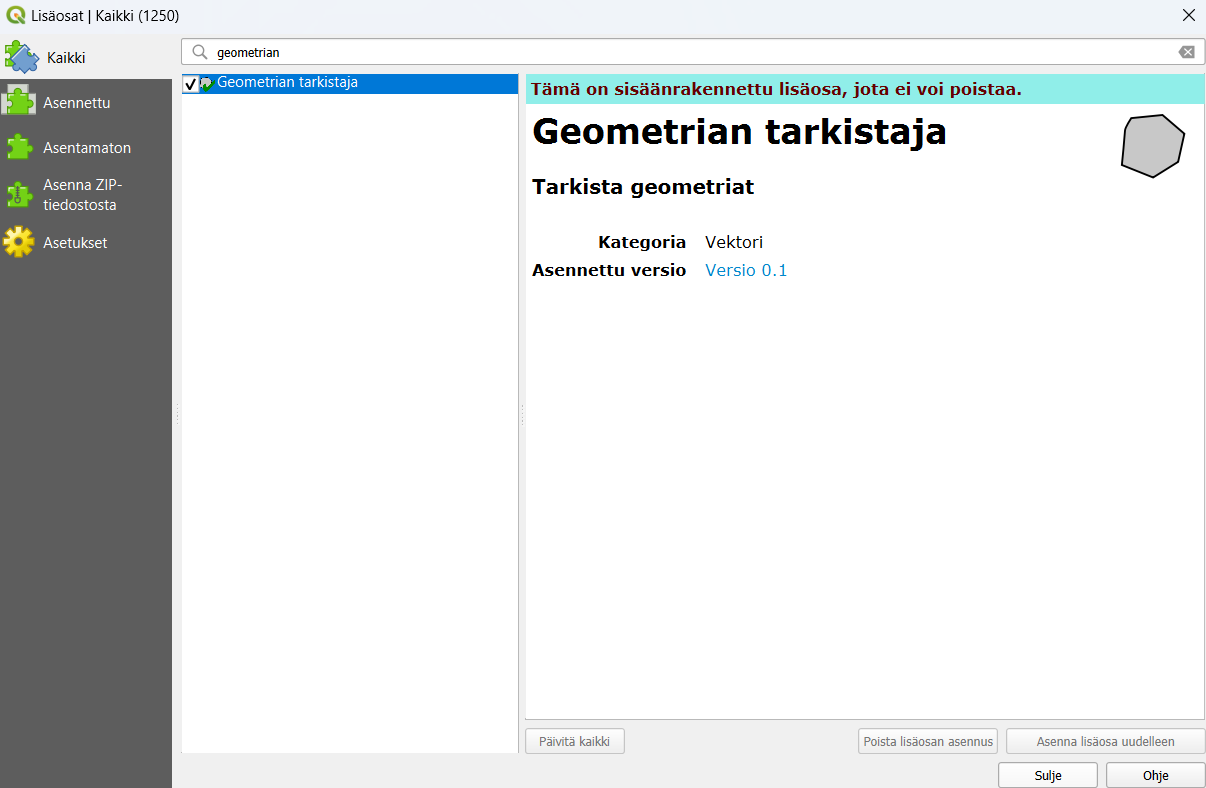 Lisäosat | Kaikki (1250)
Kaikki
Asennettu
Asentamaton
Asenna ZIP-
tiedostosta
Asetukset
geometrian
Geometrian tarkistaja
Tämä on sisäänrakennettu lisäosa, jota ei voi poistaa.
Geometrian tarkistaja
Tarkista geometriat
Kategoria Vektori
Asennettu versio Versio 0.1
Päivitä kaikki
Poista lisäosan asennus
Asenna lisäosa uudelleen
Sulje
Ohje